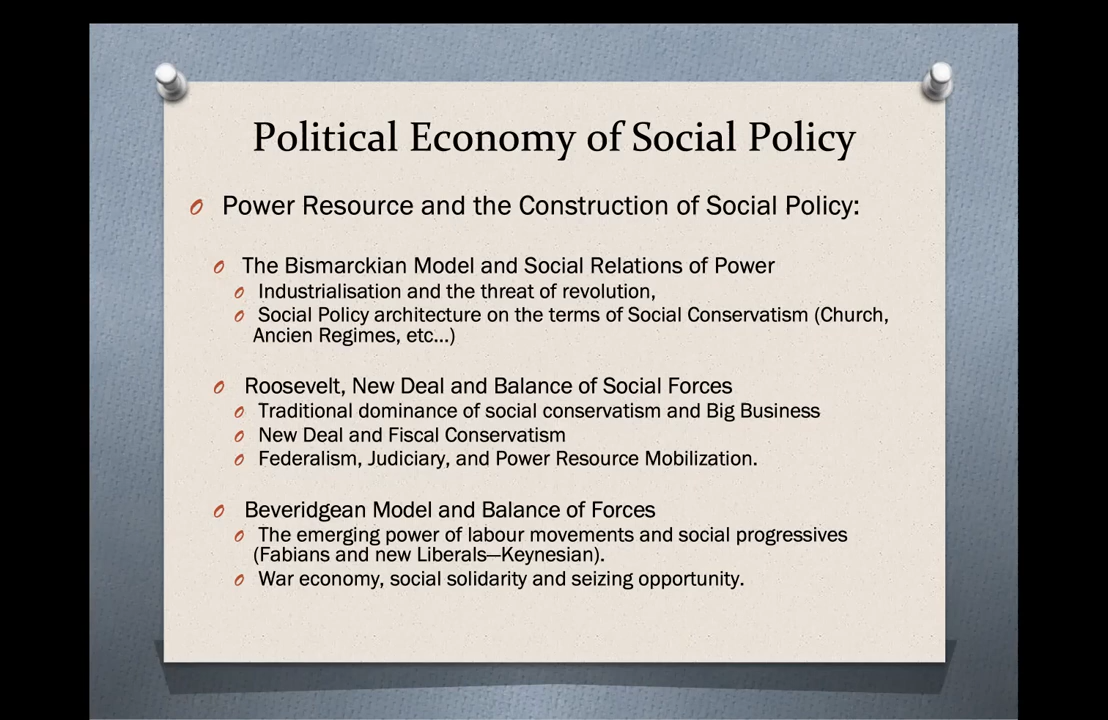 Political Economy of Social Policy
Power Resource and the Construction of Social Policy:
The Bismarckian Model and Social Relations of Power
Industrialisation and the threat of revolution,
Social Policy architecture on the terms of Social Conservatism (Church,
Ancien Regimes, etc...)
Roosevelt, New Deal and Balance of Social Forces
Traditional dominance of social conservatism and Big Business
New Deal and Fiscal Conservatism
Federalism, Judiciary, and Power Resource Mobilization.
Beveridgean Model and Balance of Forces
The emerging power of labour movements and social progressives
(Fabians and new Liberals—Keynesian).
War economy, social solidarity and seizing opportunity.